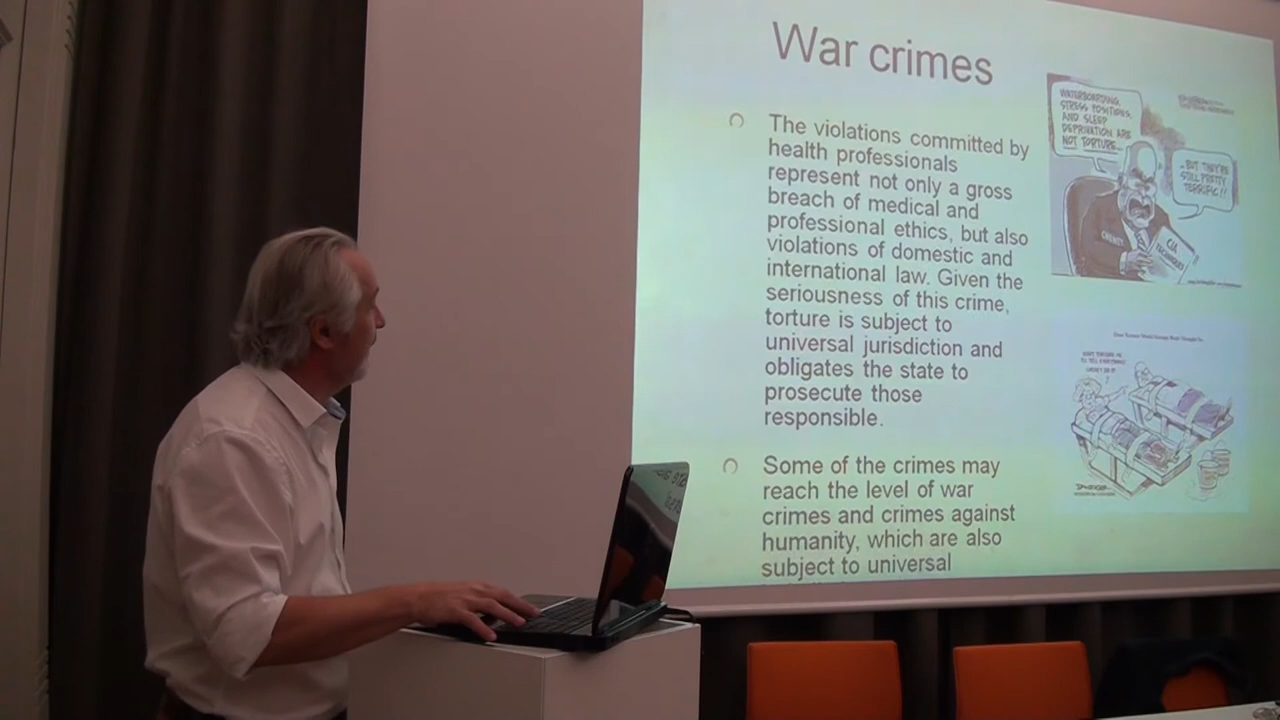 War crimes
The violations committed by
health professionals
represent not only a gross
breach of medical and
professional ethics, but also
violations of domestic and
international law. Given the
seriousness of this crime,
torture is subject to
universal jurisdiction and
obligates the state to
prosecute those
responsible.
Some of the crimes may
reach the level of war
crimes and crimes against
humanity, which are also
subject to universal
WATERBOARDING,
STRESS POSITIONS,
AND SLEEP
DEPRIVATION ARE
NOT TORTURE...
...BUT THEY'RE
STILL PRETTY
TERRIFIC!!
CIA
TECHNIQUES